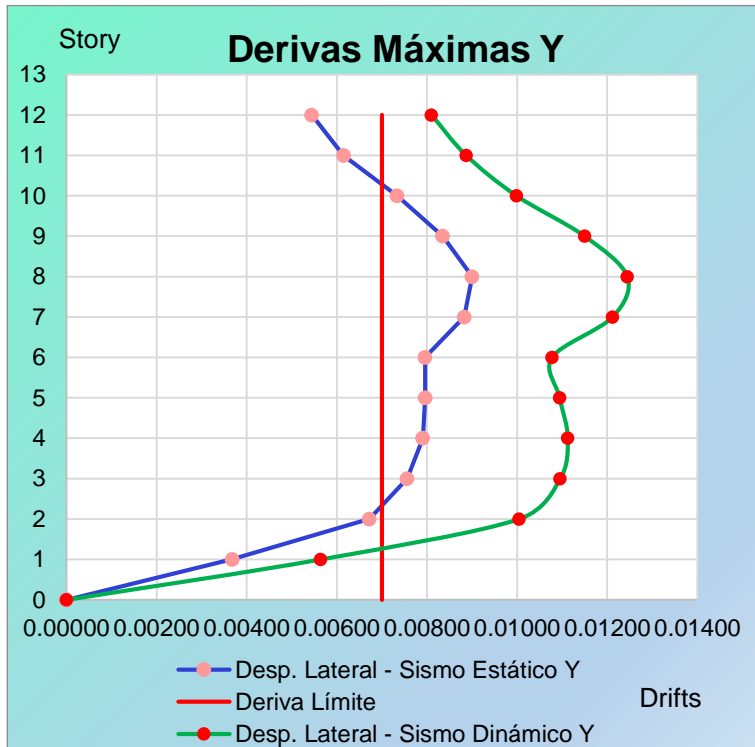 Story
Derivas Máximas Y
13
12
11
10
9
8
7
6
5
4
3
2
1
0
0.00000 0.00200 0.00400 0.00600 0.00800 0.01000 0.01200 0.01400
Desp. Lateral - Sismo Estático Y
Deriva Límite
Drifts
Desp. Lateral - Sismo Dinámico Y